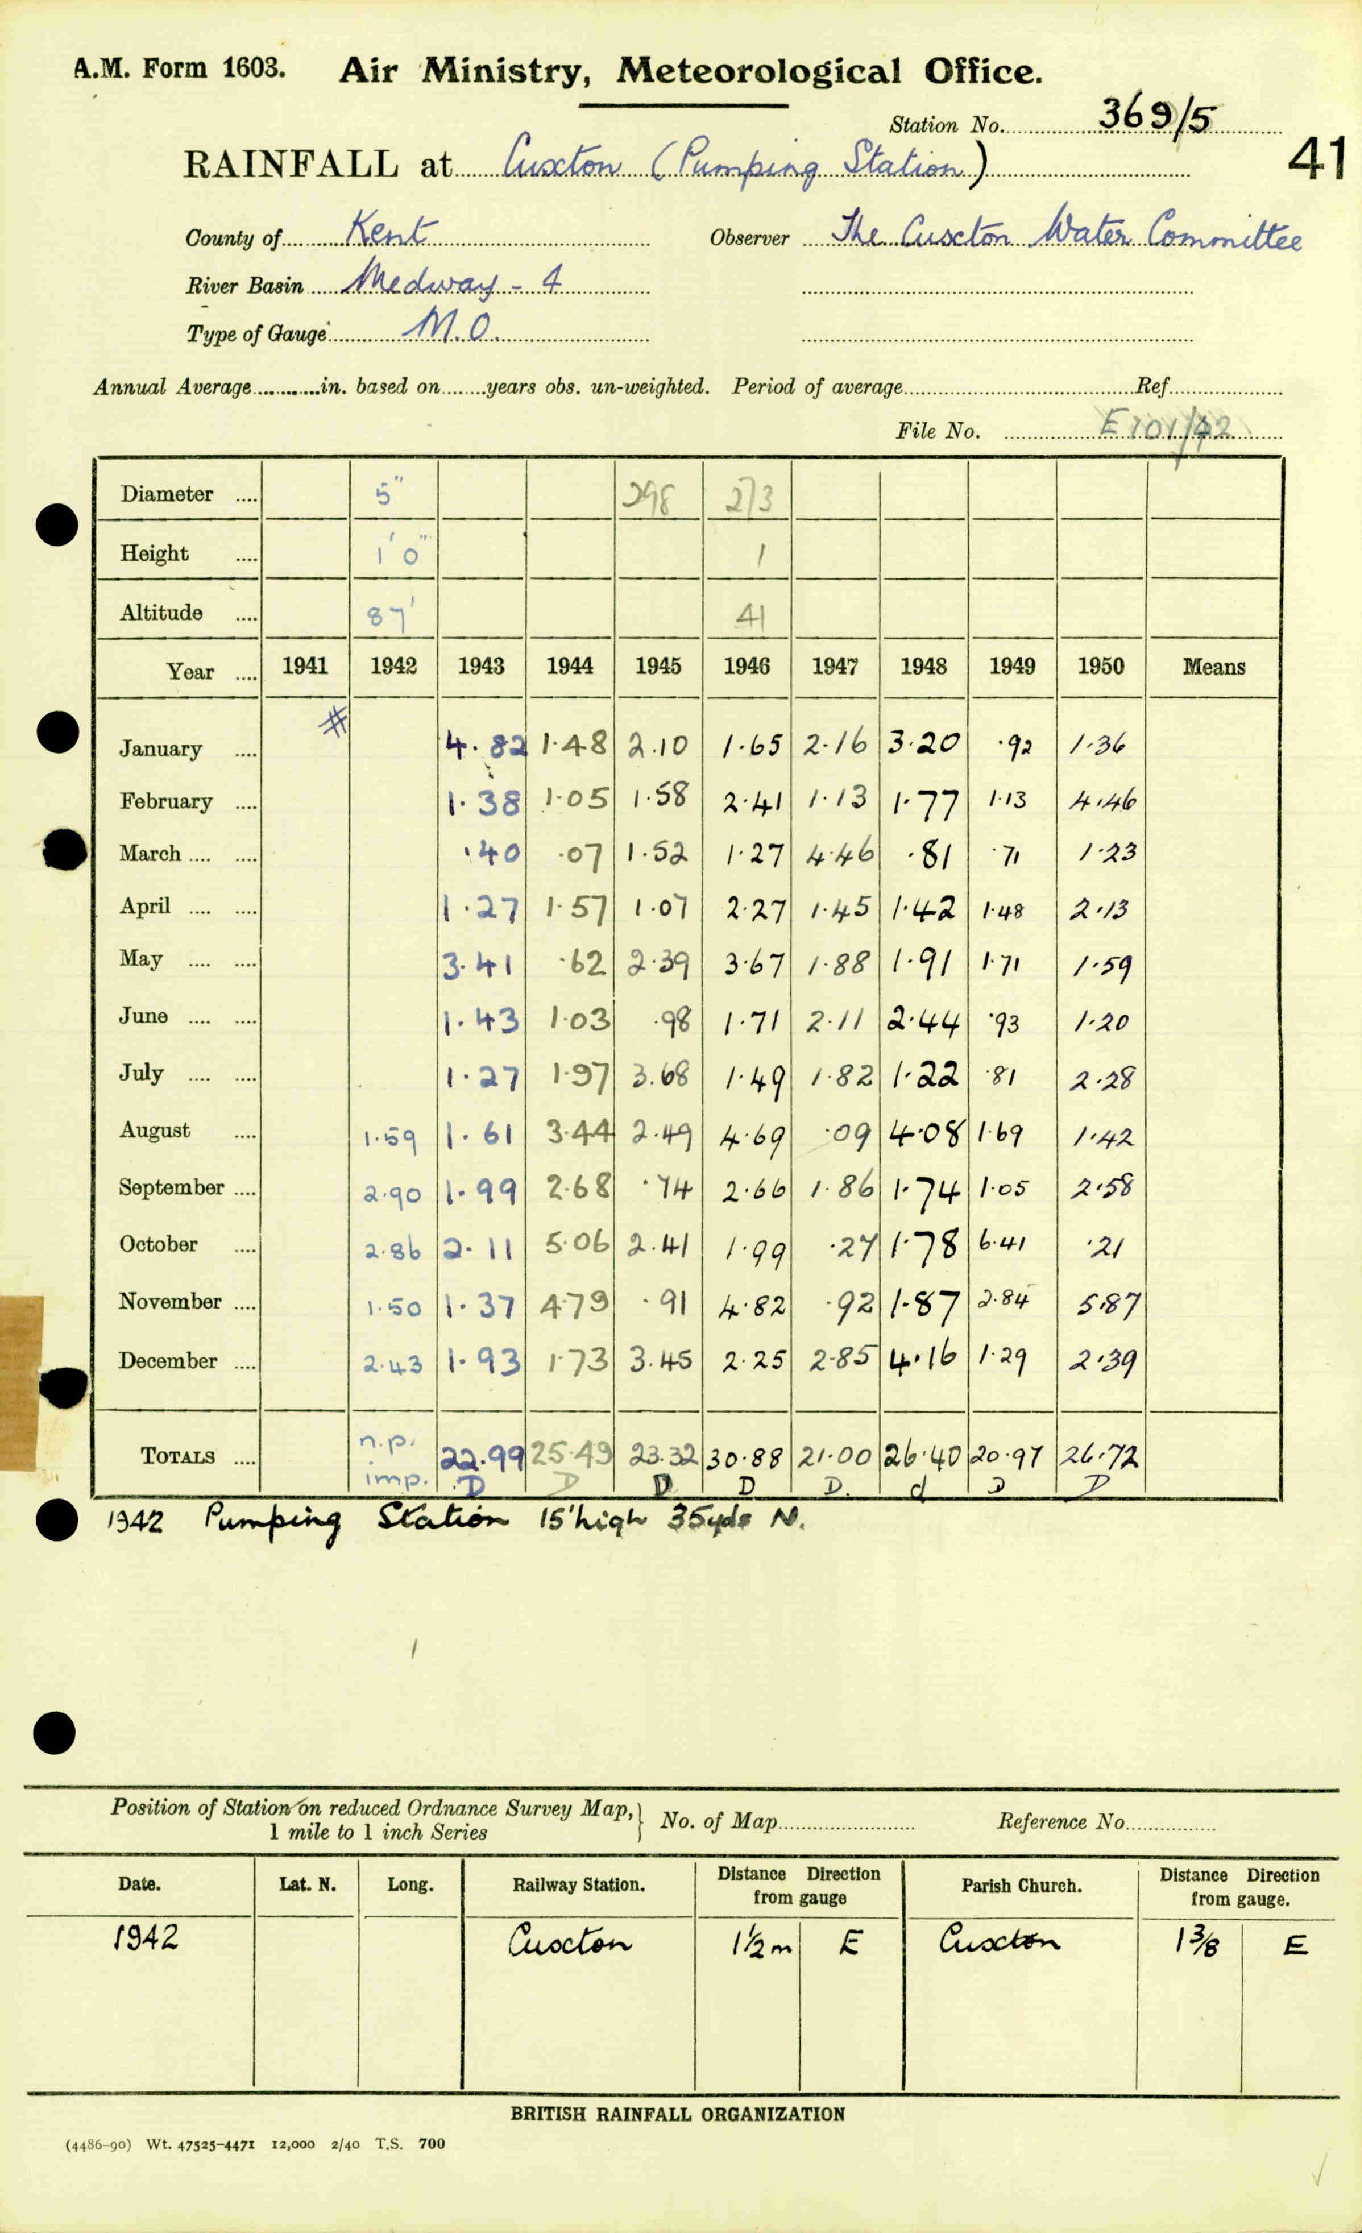 A.M. Form 1603. Air Ministry, Meteorological Office.
Station No. 369/5
41
RAINFALL at Cuxton (Pumping Station)
County of Kent Observer The Cuxton Water Committee
River Basin Medway - 4
Type of Gauge M.O.
Annual Average in. based on years obs. un-weighted. Period of average Ref
File No. E101/42
Diameter 5" 298 273
Height 1'0" 1
Altitude 87' 41
Year 1941 1942 1943 1944 1945 1946 1947 1948 1949 1950 Means
#
January 4.82 1.48 2.10 1.65 2.16 3.20 .92 1.36
February 1.38 1.05 1.58 2.41 1.13 1.77 1.13 4.46
March .40 .07 1.52 1.27 4.46 .81 .71 1.23
April 1.27 1.57 1.07 2.27 1.45 1.42 1.48 2.13
May 3.41 .62 2.39 3.67 1.88 1.91 1.71 1.59
June 1.43 1.03 .98 1.71 2.11 2.44 .93 1.20
July 1.27 1.97 3.68 1.49 1.82 1.22 .81 2.28
August 1.59 1.61 3.44 2.49 4.69 .09 4.08 1.69 1.42
September 2.90 1.99 2.68 .74 2.66 1.86 1.74 1.05 2.58
October 2.86 2.11 5.06 2.41 1.99 .27 1.78 6.41 .21
November 1.50 1.37 4.79 .91 4.82 .92 1.87 2.84 5.87
December 2.43 1.93 1.73 3.45 2.25 2.85 4.16 1.29 2.39
TOTALS n.p. imp. 22.99 25.49 23.32 30.88 21.00 26.40 20.97 26.72
D D D D D. d D D
1942 Pumping Station 15' high 35yds N.
Position of Station on reduced Ordnance Survey Map, } No. of Map Reference No.
1 mile to 1 inch Series
Date. Lat. N. Long. Railway Station. Distance Direction from gauge Parish Church. Distance Direction from gauge.
1942 Cuxton 1½m E Cuxton 1⅜ E
BRITISH RAINFALL ORGANIZATION
(4486-90) Wt. 47525-4471 12,000 2/40 T.S. 700